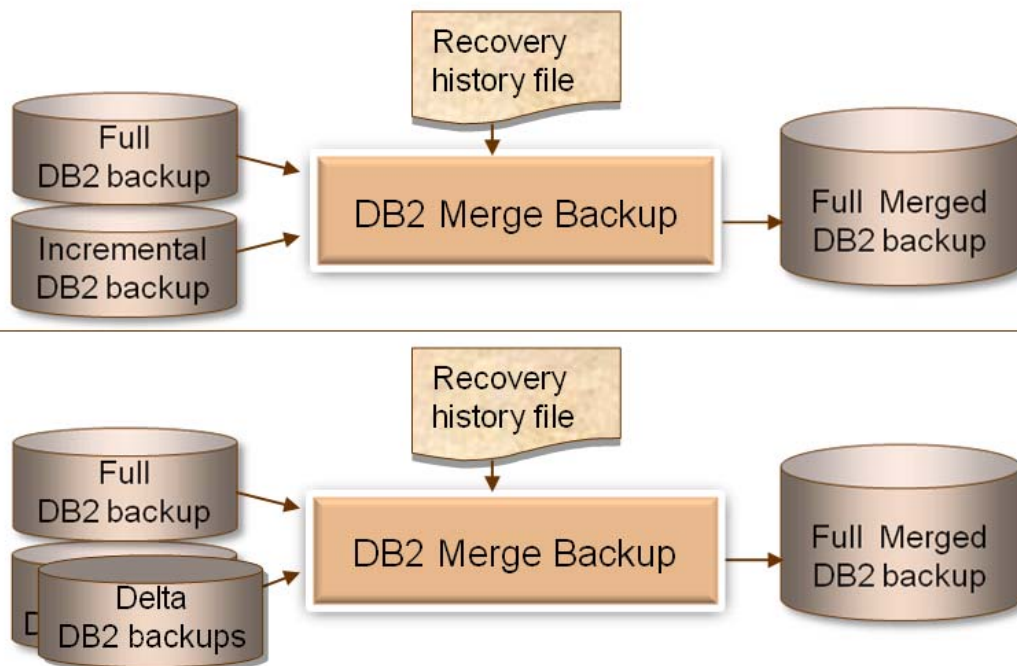 Recovery
history file
Full
DB2 backup
DB2 Merge Backup
Full Merged
DB2 backup
Incremental
DB2 backup
Recovery
history file
Full
DB2 backup
DB2 Merge Backup
Full Merged
DB2 backup
Delta
DB2 backups